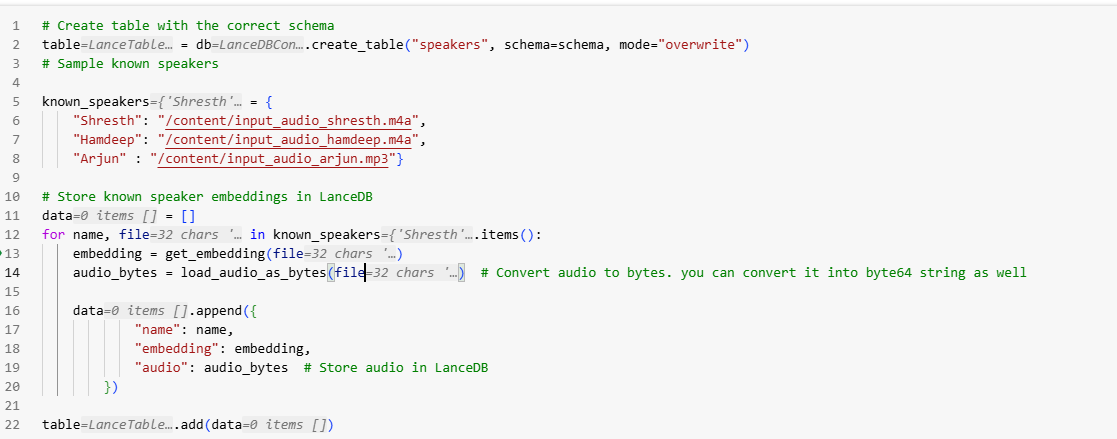 1 # Create table with the correct schema
2 table=LanceTable… = db=LanceDBCon….create_table("speakers", schema=schema, mode="overwrite")
3 # Sample known speakers
4
5 known_speakers={'Shresth'… = {
6 "Shresth": "/content/input_audio_shresth.m4a",
7 "Hamdeep": "/content/input_audio_hamdeep.m4a",
8 "Arjun" : "/content/input_audio_arjun.mp3"}
9
10 # Store known speaker embeddings in LanceDB
11 data=0 items [] = []
12 for name, file=32 chars '… in known_speakers={'Shresth'….items():
13 embedding = get_embedding(file=32 chars '…)
14 audio_bytes = load_audio_as_bytes(file=32 chars '…) # Convert audio to bytes. you can convert it into byte64 string as well
15
16 data=0 items [].append({
17 "name": name,
18 "embedding": embedding,
19 "audio": audio_bytes # Store audio in LanceDB
20 })
21
22 table=LanceTable….add(data=0 items [])